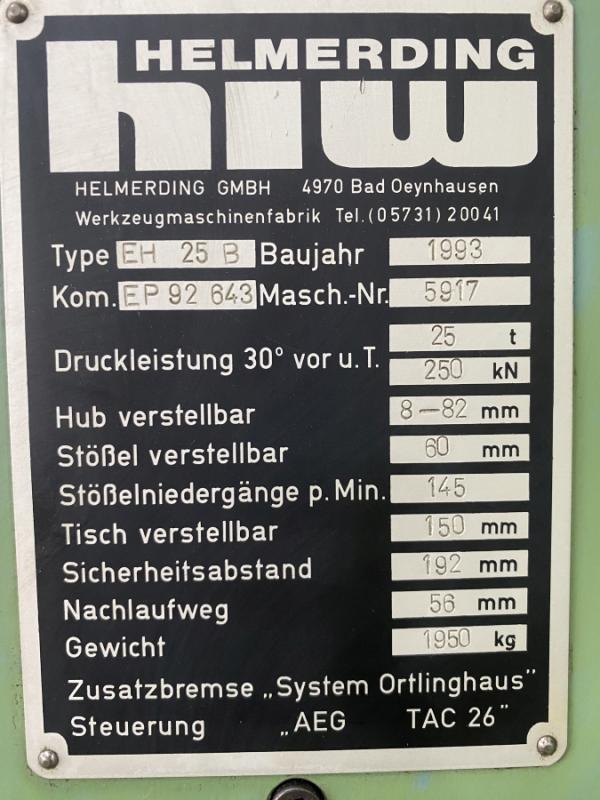 HELMERDING
hiw
HELMERDING GMBH 4970 Bad Oeynhausen
Werkzeugmaschinenfabrik Tel. (05731) 20041
Type EH 25 B Baujahr 1993
Kom. EP 92 643 Masch.-Nr. 5917
Druckleistung 30° vor u.T. 25 t
250 kN
Hub verstellbar 8–82 mm
Stößel verstellbar 60 mm
Stößelniedergänge p. Min. 145
Tisch verstellbar 150 mm
Sicherheitsabstand 192 mm
Nachlaufweg 56 mm
Gewicht 1950 kg
Zusatzbremse „System Ortlinghaus"
Steuerung „AEG TAC 26"